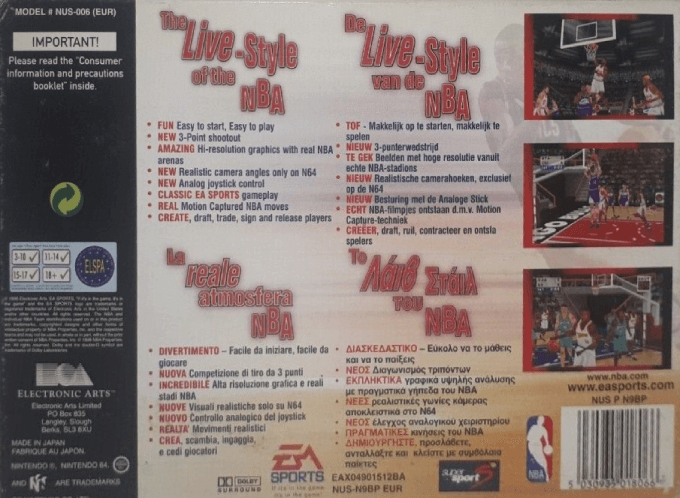 MODEL # NUS-006 (EUR)
IMPORTANT!
Please read the "Consumer
information and precautions
booklet" inside.
3-10
11-14
15-17
18+
ELSPA
ELECTRONIC ARTS™
Electronic Arts Limited
PO Box 835
Langley, Slough
Berks. SL3 8XU
MADE IN JAPAN
FABRIQUE AU JAPON.
NINTENDO ®, NINTENDO 64, ®
AND ARE TRADEMARKS
The
Live-Style
of the
NBA
• FUN Easy to start, Easy to play
• NEW 3-Point shootout
• AMAZING Hi-resolution graphics with real NBA
arenas
• NEW Realistic camera angles only on N64
• NEW Analog joystick control
• CLASSIC EA SPORTS gameplay
• REAL Motion Captured NBA moves
• CREATE, draft, trade, sign and release players
De
Live-Style
van de
NBA
• TOF - Makkelijk op te starten, makkelijk te
spelen
• NIEUW 3-punterwedstrijd
• TE GEK Beelden met hoge resolutie vanuit
echte NBA-stadions
• NIEUW Realistische camerahoeken, exclusief
op de N64
• NIEUW Besturing met de Analoge Stick
• ECHT NBA-filmpjes ontstaan d.m.v. Motion
Capture-techniek
• CREËER, draft, ruil, contracteer en ontsla
spelers
La
reale
atmosfera
NBA
• DIVERTIMENTO – Facile da iniziare, facile da
giocare
• NUOVA Competizione di tiro da 3 punti
• INCREDIBILE Alta risoluzione grafica e reali
stadi NBA
• NUOVE Visuali realistiche solo su N64
• NUOVO Controllo analogico del joystick
• REALTA' Movimenti realistici
• CREA, scambia, ingaggia,
e cedi giocatori
Το
Λάιβ Στάιλ
του
NBA
• ΔΙΑΣΚΕΔΑΣΤΙΚΟ – Εύκολο να το μάθεις
και να το παίξεις
• ΝΕΟΣ Διαγωνισμος τριπόντων
• ΕΚΠΛΗΚΤΙΚΑ γραφικα υψηλής ανάλυσης
με πραγματικά γήπεδα του NBA
• ΝΕΕΣ ρεαλιστικές γωνίες κάμερας
αποκλειστικά στο N64
• ΝΕΟΣ έλεγχος αναλογικού χειριστηρίου
• ΠΡΑΓΜΑΤΙΚΕΣ κινήσεις του NBA
• ΔΗΜΙΟΥΡΓΗΣΤΕ, προσλάβετε,
ανταλλαξτε και κλείστε με συμβόλαιο
παίκτες
DOLBY
SURROUND
EA
SPORTS
EAX04901512BA
NUS-N9BP EUR
super
sport
NBA
www.nba.com
www.easports.com
NUS P N9BP